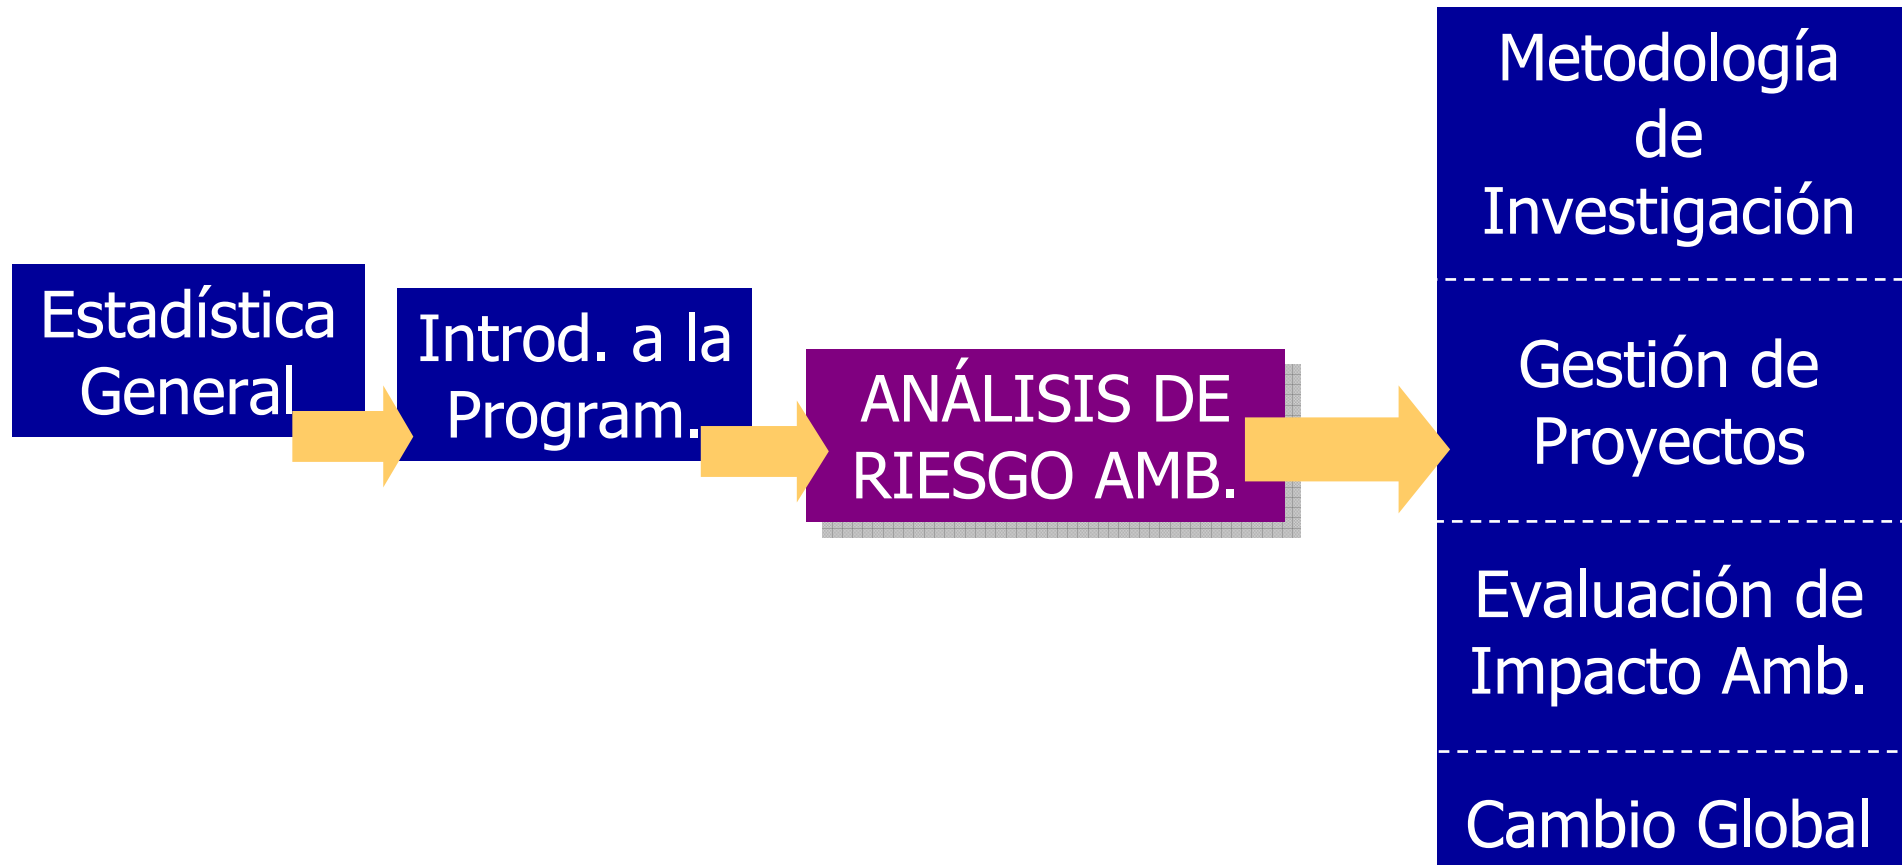 Estadística
General
Introd. a la
Program.
ANÁLISIS DE
RIESGO AMB.
Metodología
de
Investigación
Gestión de
Proyectos
Evaluación de
Impacto Amb.
Cambio Global